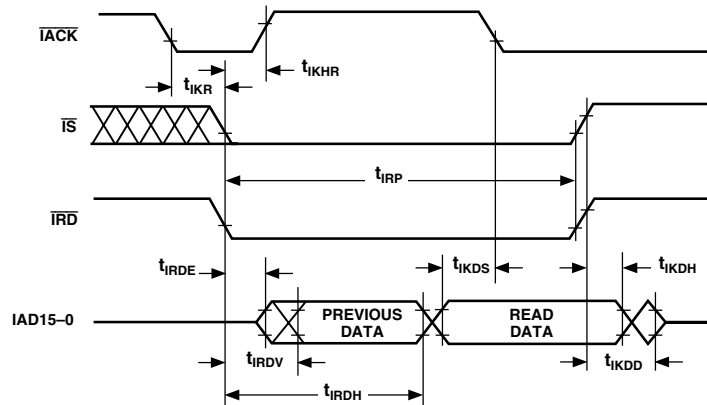 IACK
tIKHR
tIKR
IS
tIRP
IRD
tIRDE
tIKDS
tIKDH
IAD15–0
PREVIOUS DATA
READ DATA
tIRDV
tIKDD
tIRDH